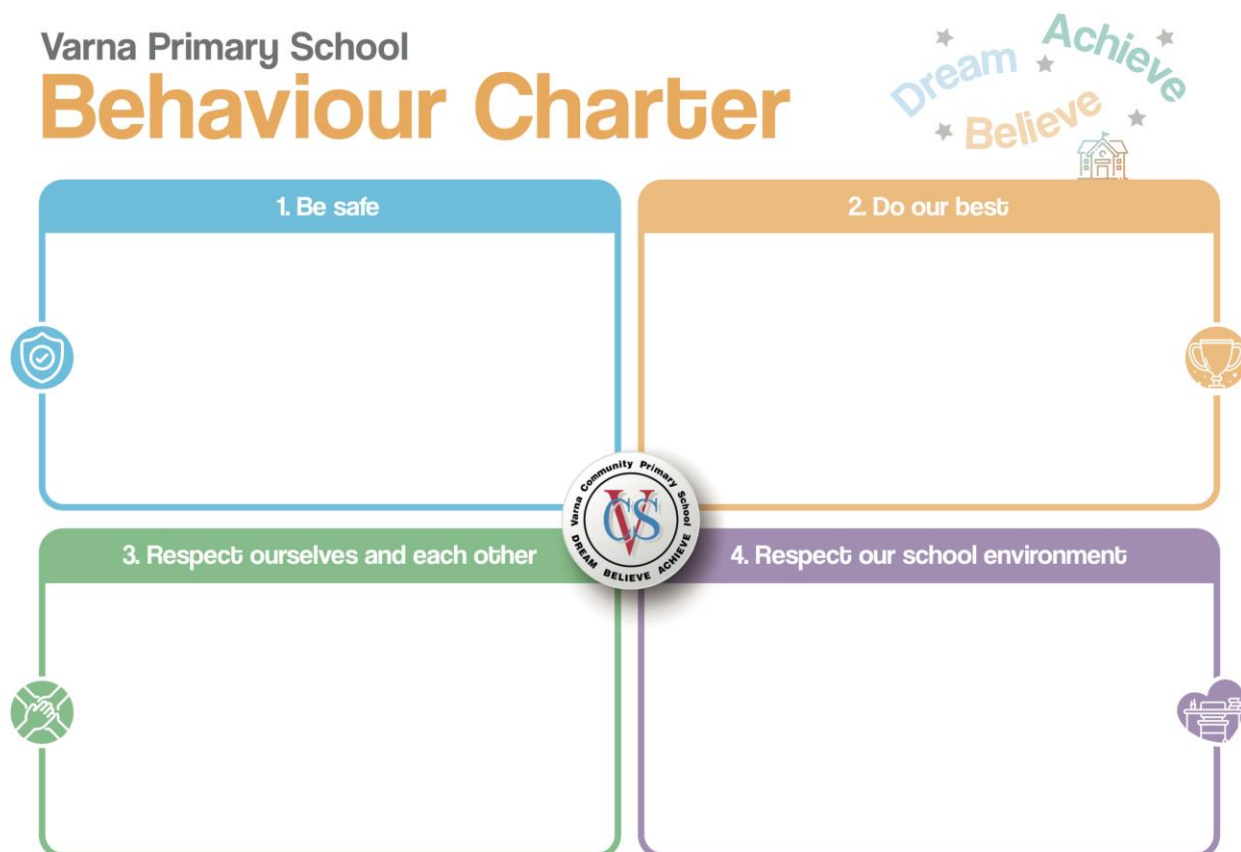 Varna Primary School
Behaviour Charter
Dream
Believe
Achieve
1. Be safe
2. Do our best
Varna Community Primary School
VCS
DREAM BELIEVE ACHIEVE
3. Respect ourselves and each other
4. Respect our school environment